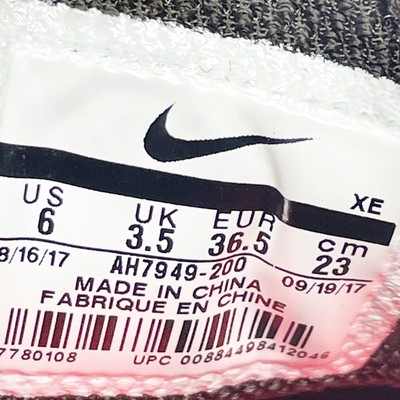 XE
US UK EUR cm
6 3.5 36.5 23
8/16/17 AH7949-200 09/19/17
MADE IN CHINA
FABRIQUE EN CHINE
7780108 UPC 00884498412046